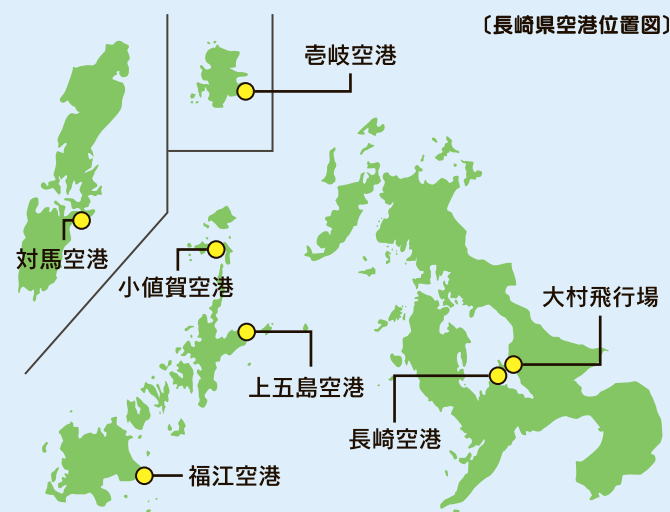 〔長崎県空港位置図〕
壱岐空港
対馬空港
小値賀空港
大村飛行場
上五島空港
長崎空港
福江空港